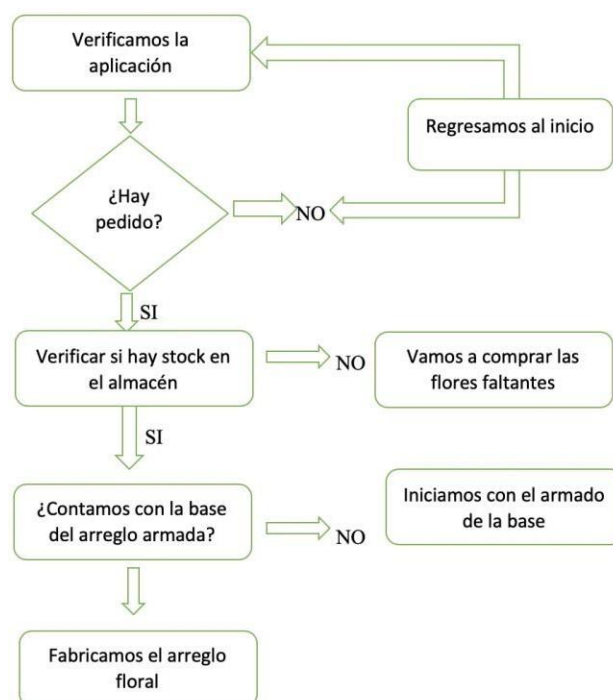 Verificamos la
aplicación
Regresamos al inicio
¿Hay
pedido?
NO
SI
Verificar si hay stock en
el almacén
NO
Vamos a comprar las
flores faltantes
SI
¿Contamos con la base
del arreglo armada?
NO
Iniciamos con el armado
de la base
Fabricamos el arreglo
floral